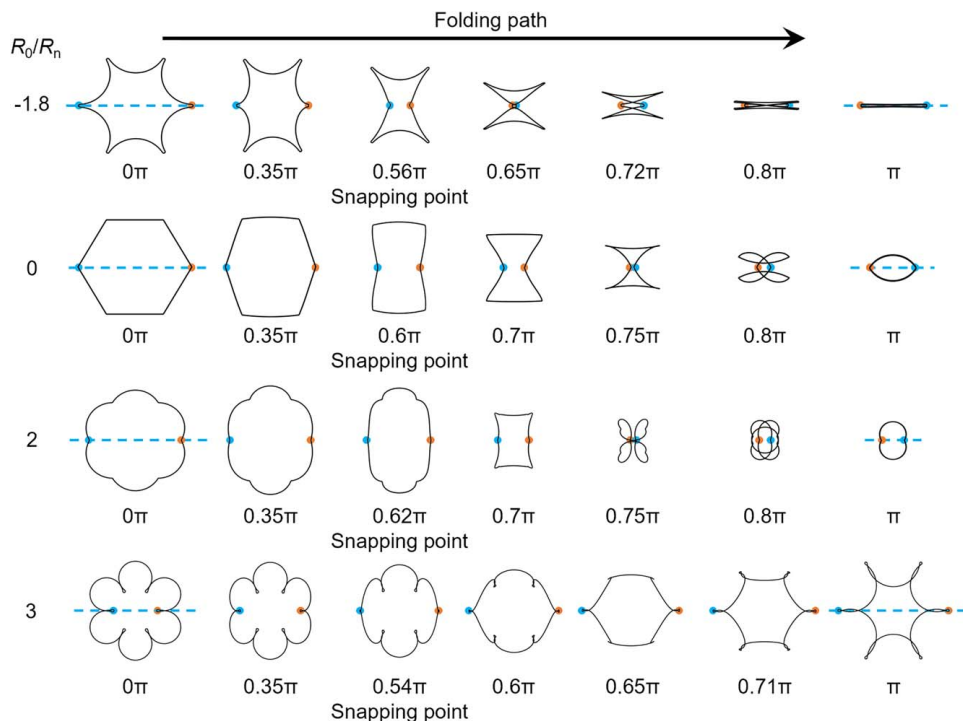 Folding path
R0/Rn
-1.8
0π 0.35π 0.56π 0.65π 0.72π 0.8π π
Snapping point
0
0π 0.35π 0.6π 0.7π 0.75π 0.8π π
Snapping point
2
0π 0.35π 0.62π 0.7π 0.75π 0.8π π
Snapping point
3
0π 0.35π 0.54π 0.6π 0.65π 0.71π π
Snapping point